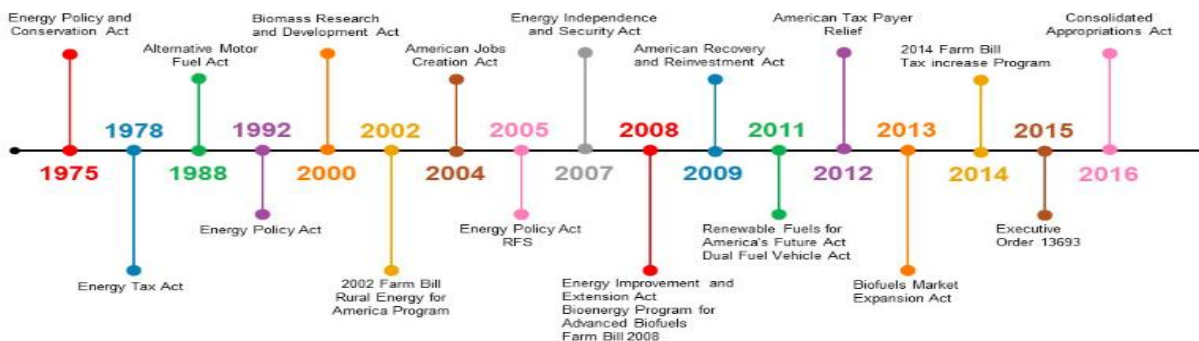 Energy Policy and
Conservation Act
Alternative Motor
Fuel Act
Biomass Research
and Development Act
American Jobs
Creation Act
Energy Independence
and Security Act
American Recovery
and Reinvestment Act
American Tax Payer
Relief
2014 Farm Bill
Tax increase Program
Consolidated
Appropriations Act
1978
1992
2002
2005
2008
2011
2013
2015
1975
1988
2000
2004
2007
2009
2012
2014
2016
Energy Tax Act
Energy Policy Act
2002 Farm Bill
Rural Energy for
America Program
Energy Policy Act
RFS
Energy Improvement and
Extension Act
Bioenergy Program for
Advanced Biofuels
Farm Bill 2008
Renewable Fuels for
America's Future Act
Dual Fuel Vehicle Act
Biofuels Market
Expansion Act
Executive
Order 13693